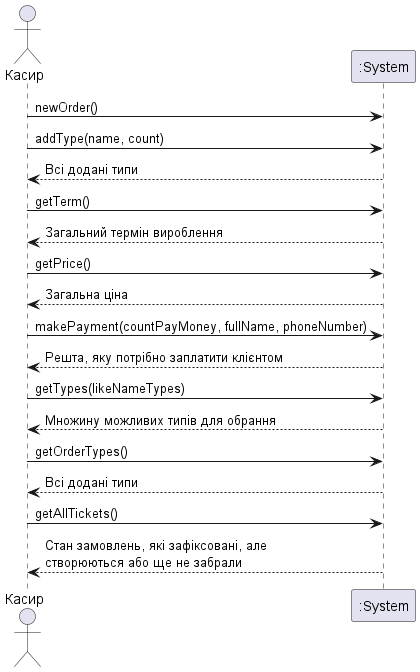 Касир
:System
newOrder()
addType(name, count)
Всі додані типи
getTerm()
Загальний термін вироблення
getPrice()
Загальна ціна
makePayment(countPayMoney, fullName, phoneNumber)
Решта, яку потрібно заплатити клієнтом
getTypes(likeNameTypes)
Множину можливих типів для обрання
getOrderTypes()
Всі додані типи
getAllTickets()
Стан замовлень, які зафіксовані, але
створюються або ще не забрали
Касир
:System